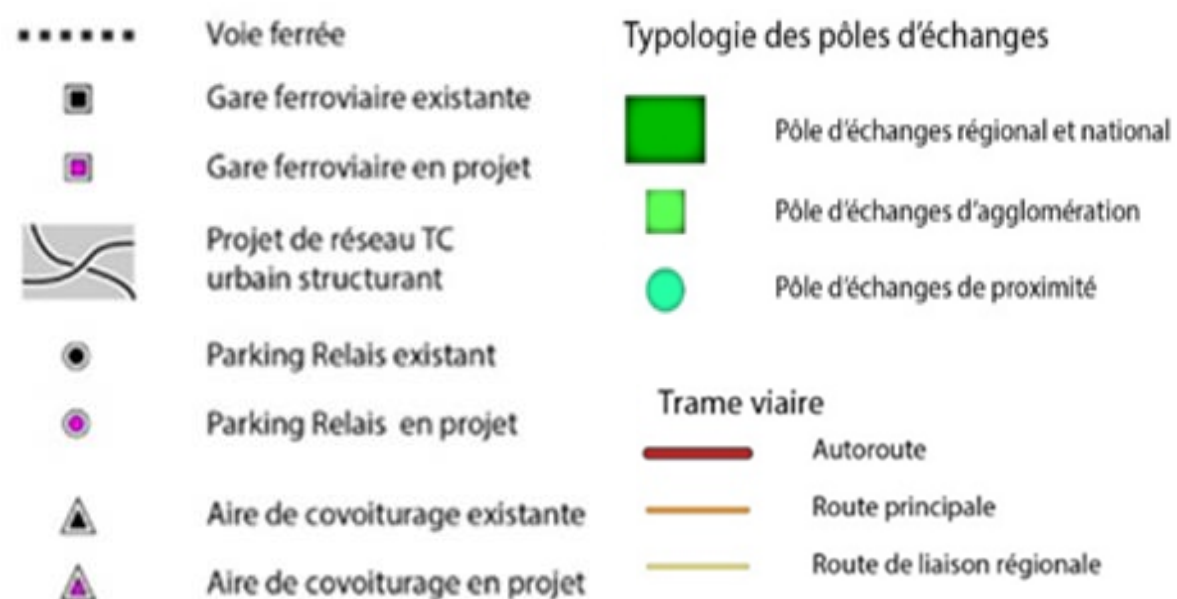 Voie ferrée
Gare ferroviaire existante
Gare ferroviaire en projet
Projet de réseau TC
urbain structurant
Parking Relais existant
Parking Relais en projet
Aire de covoiturage existante
Aire de covoiturage en projet
Typologie des pôles d'échanges
Pôle d'échanges régional et national
Pôle d'échanges d'agglomération
Pôle d'échanges de proximité
Trame viaire
Autoroute
Route principale
Route de liaison régionale